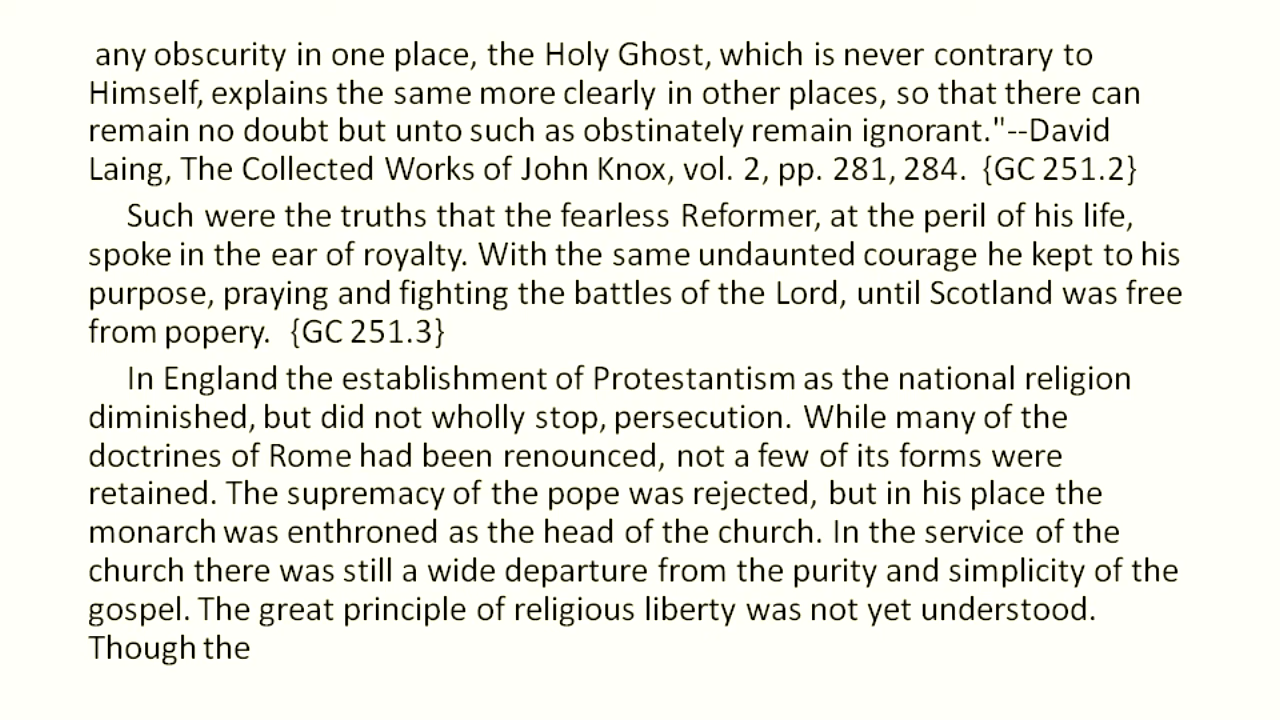 any obscurity in one place, the Holy Ghost, which is never contrary to
Himself, explains the same more clearly in other places, so that there can
remain no doubt but unto such as obstinately remain ignorant."--David
Laing, The Collected Works of John Knox, vol. 2, pp. 281, 284.  {GC 251.2}
Such were the truths that the fearless Reformer, at the peril of his life,
spoke in the ear of royalty. With the same undaunted courage he kept to his
purpose, praying and fighting the battles of the Lord, until Scotland was free
from popery.  {GC 251.3}
In England the establishment of Protestantism as the national religion
diminished, but did not wholly stop, persecution. While many of the
doctrines of Rome had been renounced, not a few of its forms were
retained. The supremacy of the pope was rejected, but in his place the
monarch was enthroned as the head of the church. In the service of the
church there was still a wide departure from the purity and simplicity of the
gospel. The great principle of religious liberty was not yet understood.
Though the